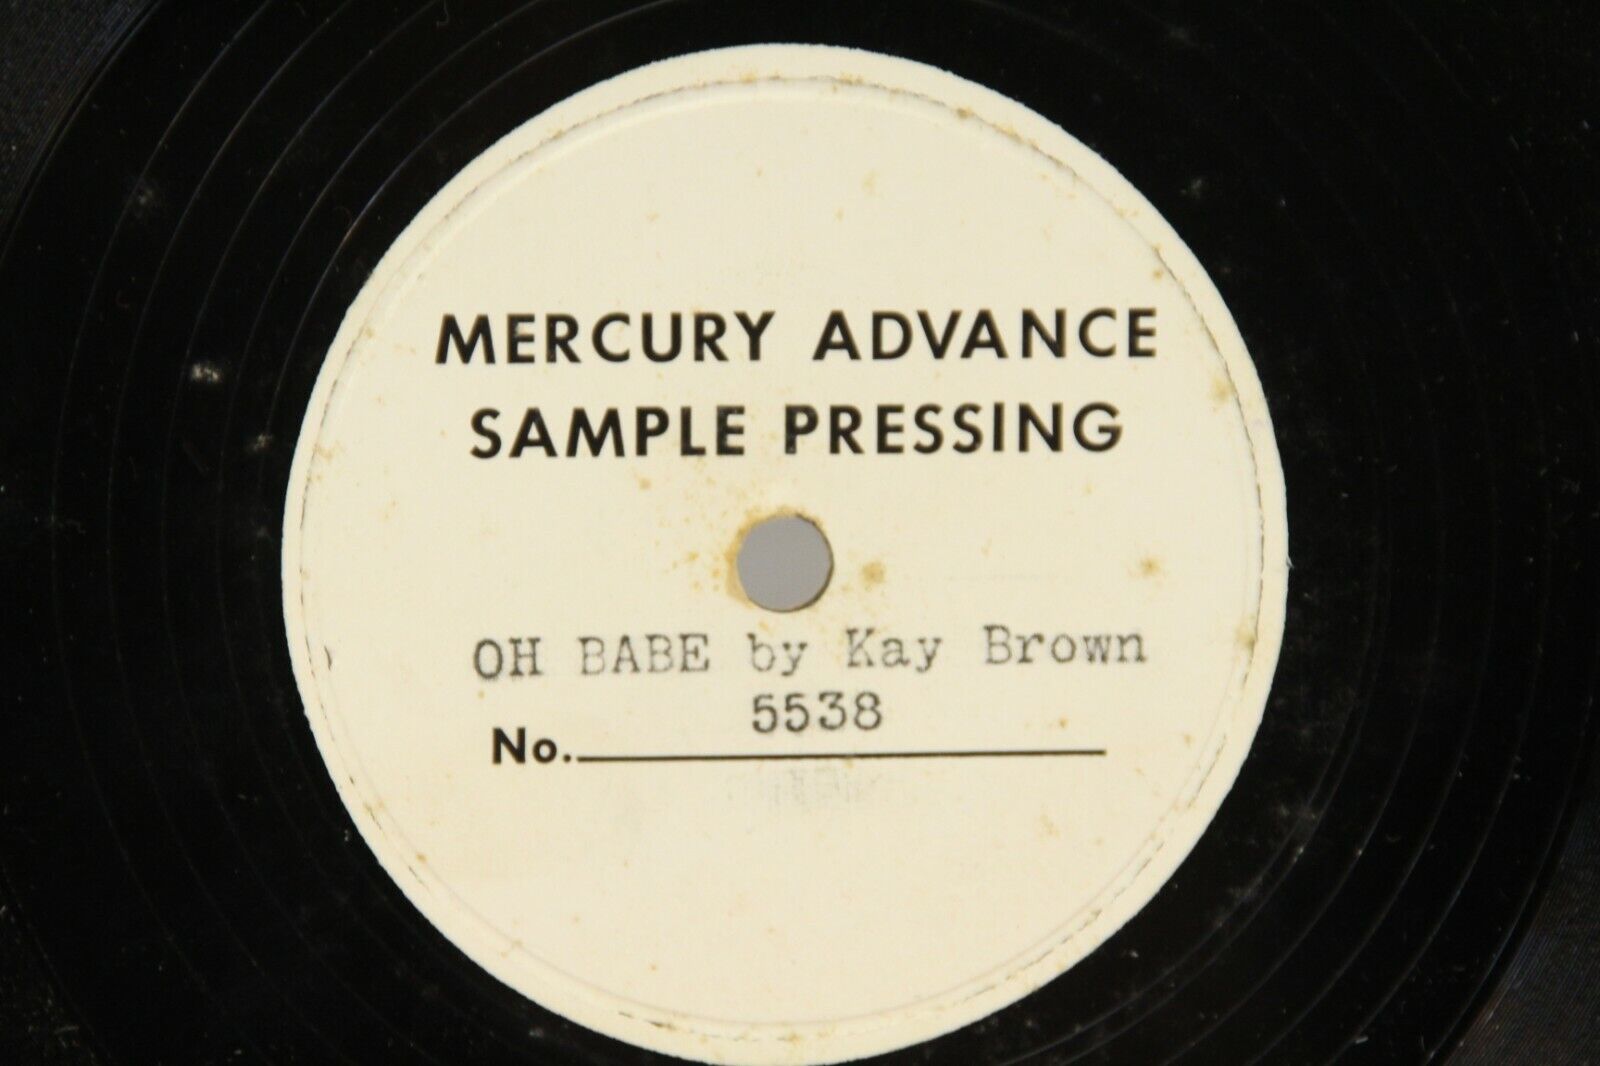 MERCURY ADVANCE
SAMPLE PRESSING
OH BABE by Kay Brown
5538
No.